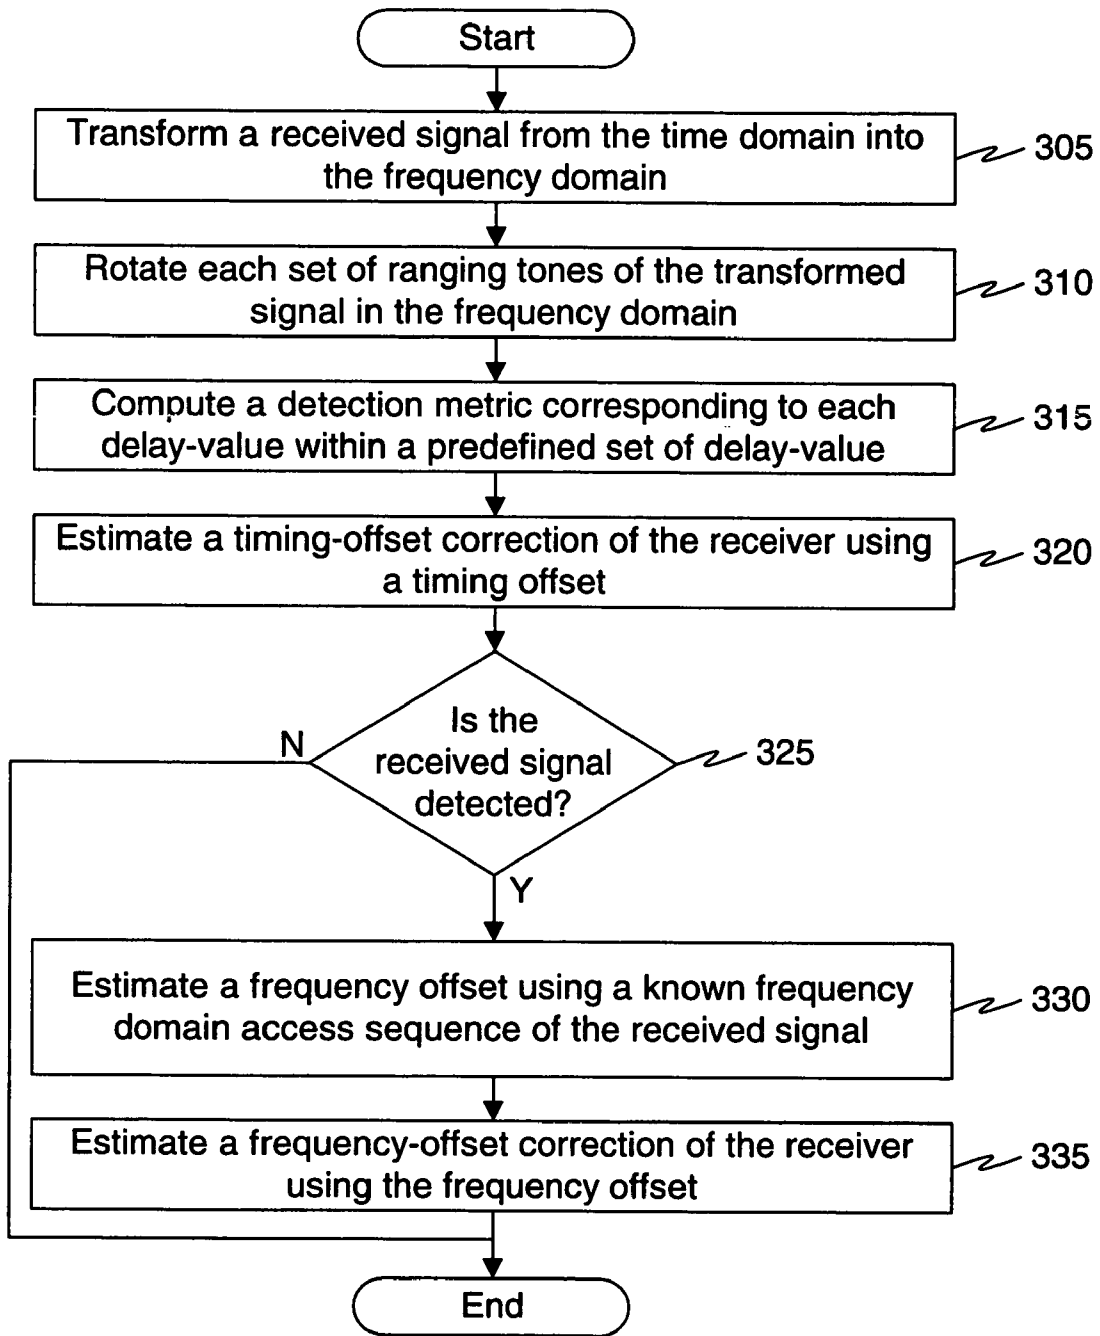 Start
Transform a received signal from the time domain into
the frequency domain
305
Rotate each set of ranging tones of the transformed
signal in the frequency domain
310
Compute a detection metric corresponding to each
delay-value within a predefined set of delay-value
315
Estimate a timing-offset correction of the receiver using
a timing offset
320
Is the
received signal
detected?
325
N
Y
Estimate a frequency offset using a known frequency
domain access sequence of the received signal
330
Estimate a frequency-offset correction of the receiver
using the frequency offset
335
End